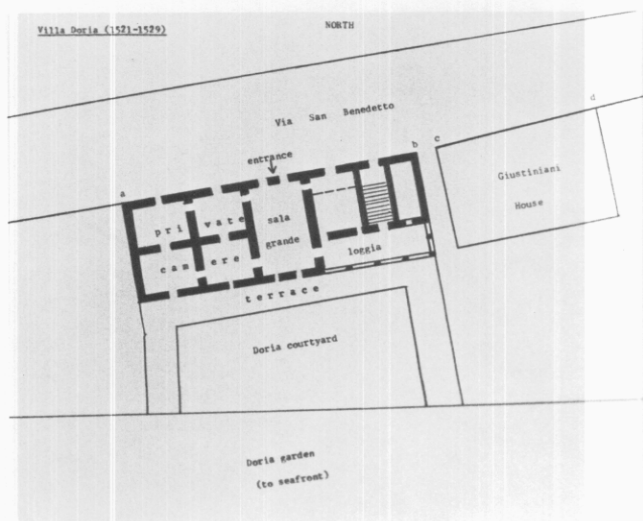 Villa Doria (1521-1529)
NORTH
Via San Benedetto
a
b
c
d
entrance
Giustiniani
House
pri vate
sala
grande
cam ere
loggia
terrace
Doria courtyard
Doria garden
(to seafront)